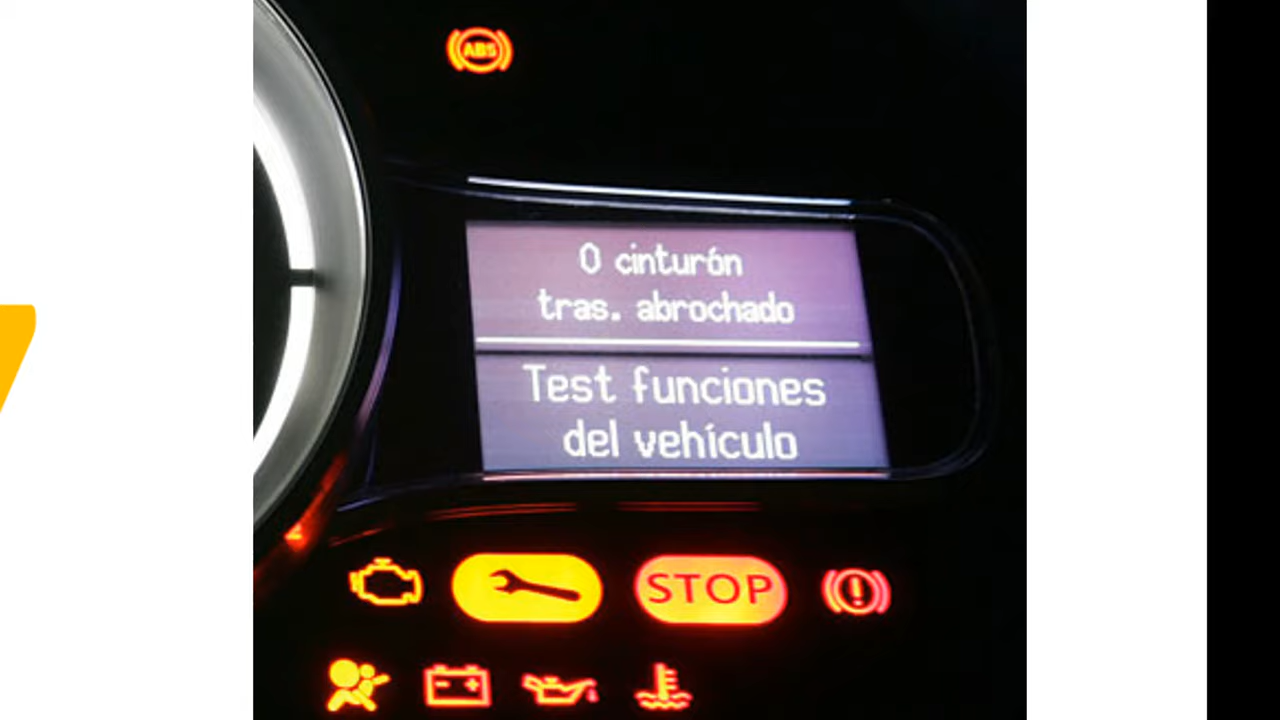 ABS
0 cinturón
tras. abrochado
Test funciones
del vehículo
STOP